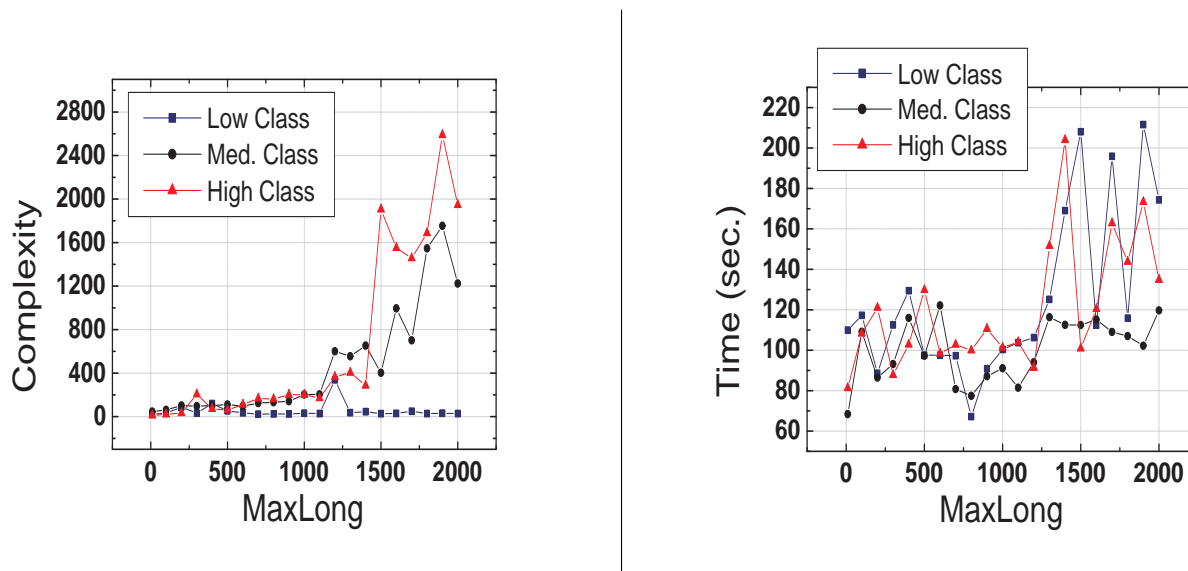 Low Class
Med. Class
High Class
2800
2400
2000
1600
1200
800
400
0
Complexity
0 500 1000 1500 2000
MaxLong
Low Class
Med. Class
High Class
220
200
180
160
140
120
100
80
60
Time (sec.)
0 500 1000 1500 2000
MaxLong